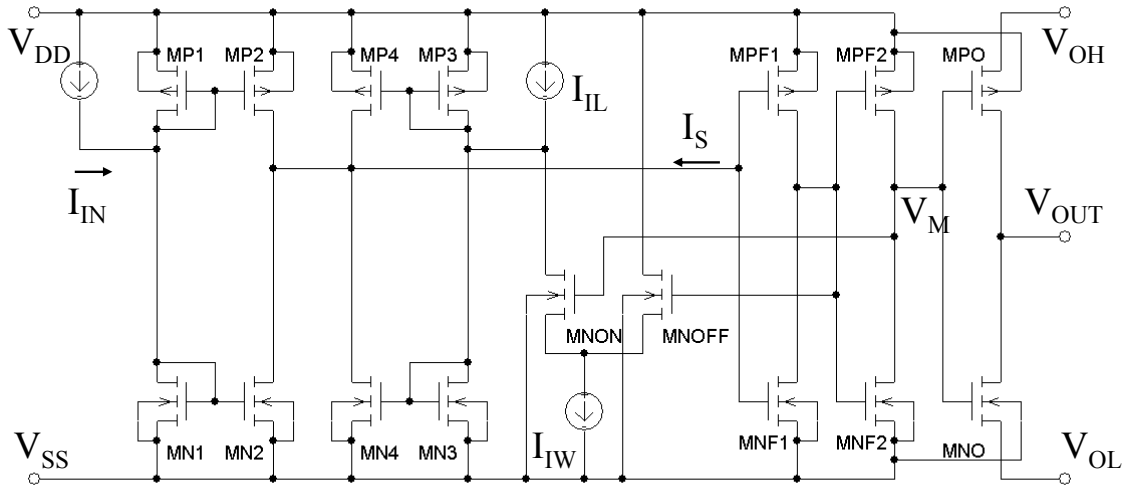 V_DD
MP1
MP2
MP4
MP3
MPF1
MPF2
MPO
V_OH
I_IL
I_S
I_IN
V_M
V_OUT
MNON
MNOFF
V_SS
MN1
MN2
MN4
MN3
I_IW
MNF1
MNF2
MNO
V_OL